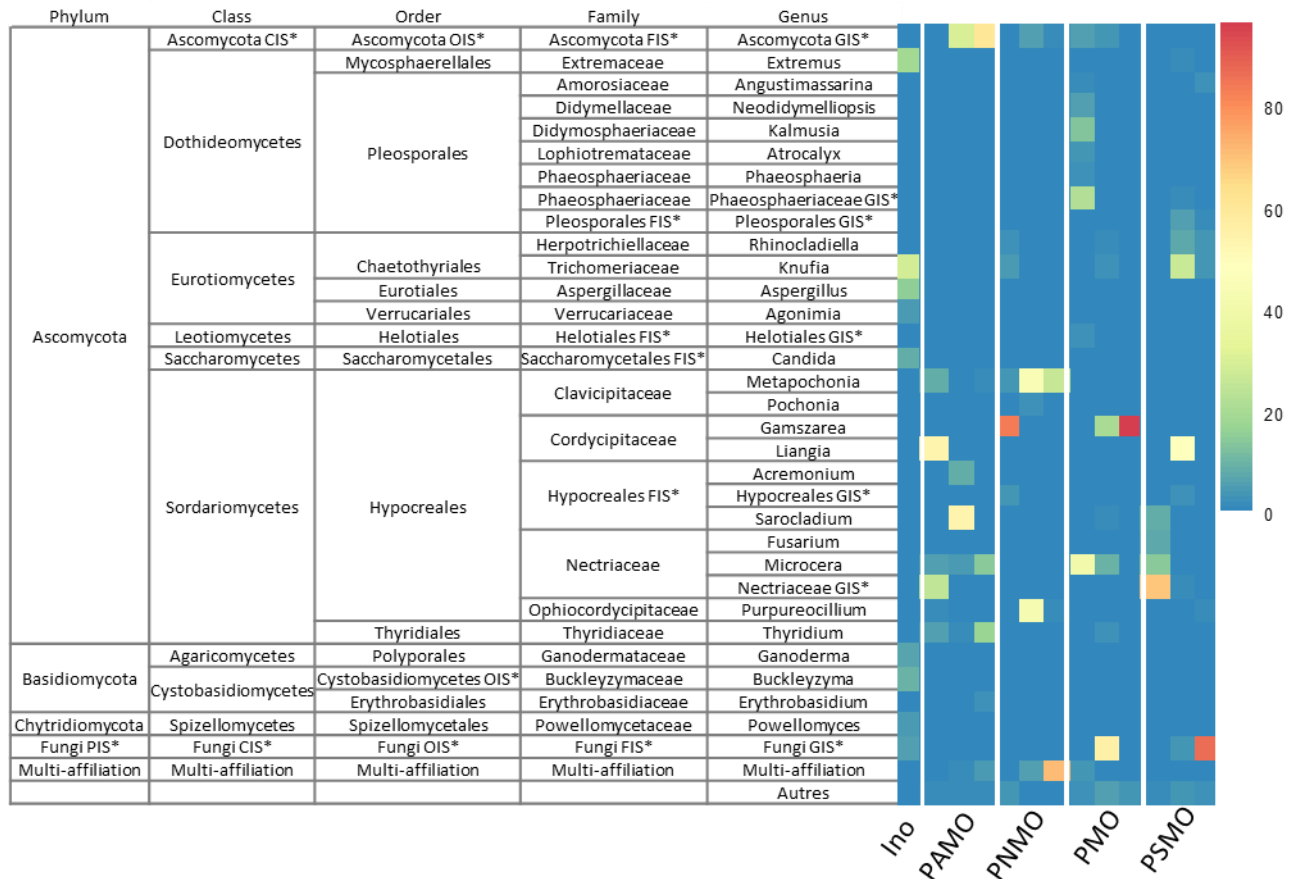 Phylum Class Order Family Genus
Ascomycota CIS* Ascomycota OIS* Ascomycota FIS* Ascomycota GIS*
Mycosphaerellales Extremaceae Extremus
Amorosiaceae Angustimassarina
Didymellaceae Neodidymelliopsis
Didymosphaeriaceae Kalmusia
Dothideomycetes Pleosporales Lophiotremataceae Atrocalyx
Phaeosphaeriaceae Phaeosphaeria
Phaeosphaeriaceae Phaeosphaeriaceae GIS*
Pleosporales FIS* Pleosporales GIS*
Herpotrichiellaceae Rhinocladiella
Eurotiomycetes Chaetothyriales Trichomeriaceae Knufia
Eurotiales Aspergillaceae Aspergillus
Verrucariales Verrucariaceae Agonimia
Ascomycota Leotiomycetes Helotiales Helotiales FIS* Helotiales GIS*
Saccharomycetes Saccharomycetales Saccharomycetales FIS* Candida
Clavicipitaceae Metapochonia
Pochonia
Cordycipitaceae Gamszarea
Liangia
Acremonium
Sordariomycetes Hypocreales Hypocreales FIS* Hypocreales GIS*
Sarocladium
Fusarium
Nectriaceae Microcera
Nectriaceae GIS*
Ophiocordycipitaceae Purpureocillium
Thyridiales Thyridiaceae Thyridium
Basidiomycota Agaricomycetes Polyporales Ganodermataceae Ganoderma
Cystobasidiomycetes Cystobasidiomycetes OIS* Buckleyzymaceae Buckleyzyma
Erythrobasidiales Erythrobasidiaceae Erythrobasidium
Chytridiomycota Spizellomycetes Spizellomycetales Powellomycetaceae Powellomyces
Fungi PIS* Fungi CIS* Fungi OIS* Fungi FIS* Fungi GIS*
Multi-affiliation Multi-affiliation Multi-affiliation Multi-affiliation Multi-affiliation
Autres
Ino PAMO PNMO PMO PSMO
80
60
40
20
0